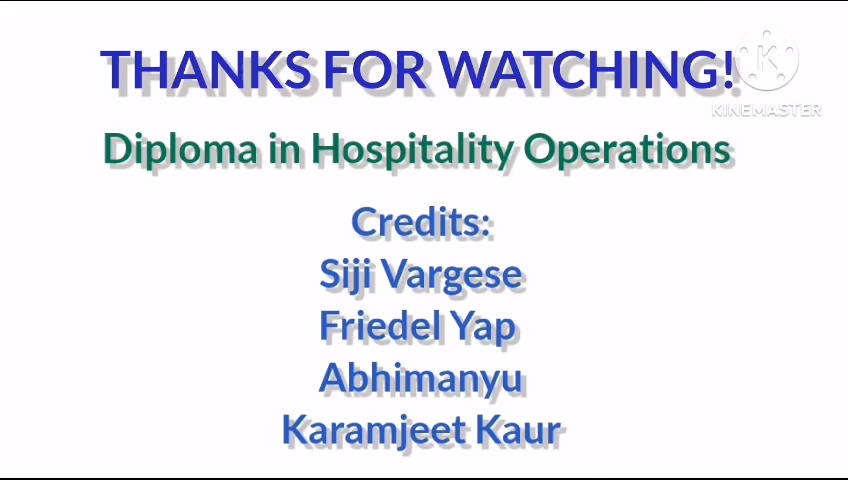 THANKS FOR WATCHING!
K
KINEMASTER
Diploma in Hospitality Operations
Credits:
Siji Vargese
Friedel Yap
Abhimanyu
Karamjeet Kaur